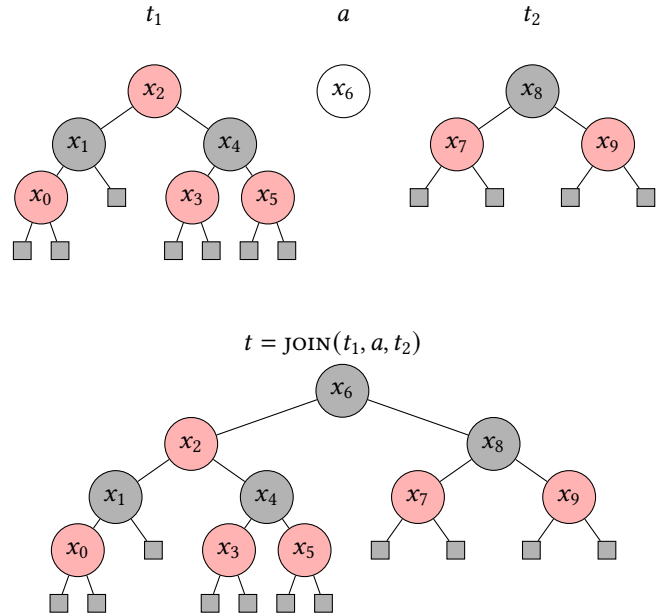 t₁ a t₂
x₂ x₆ x₈
x₁ x₄ x₇ x₉
x₀ x₃ x₅
t = JOIN(t₁, a, t₂)
x₆
x₂ x₈
x₁ x₄ x₇ x₉
x₀ x₃ x₅